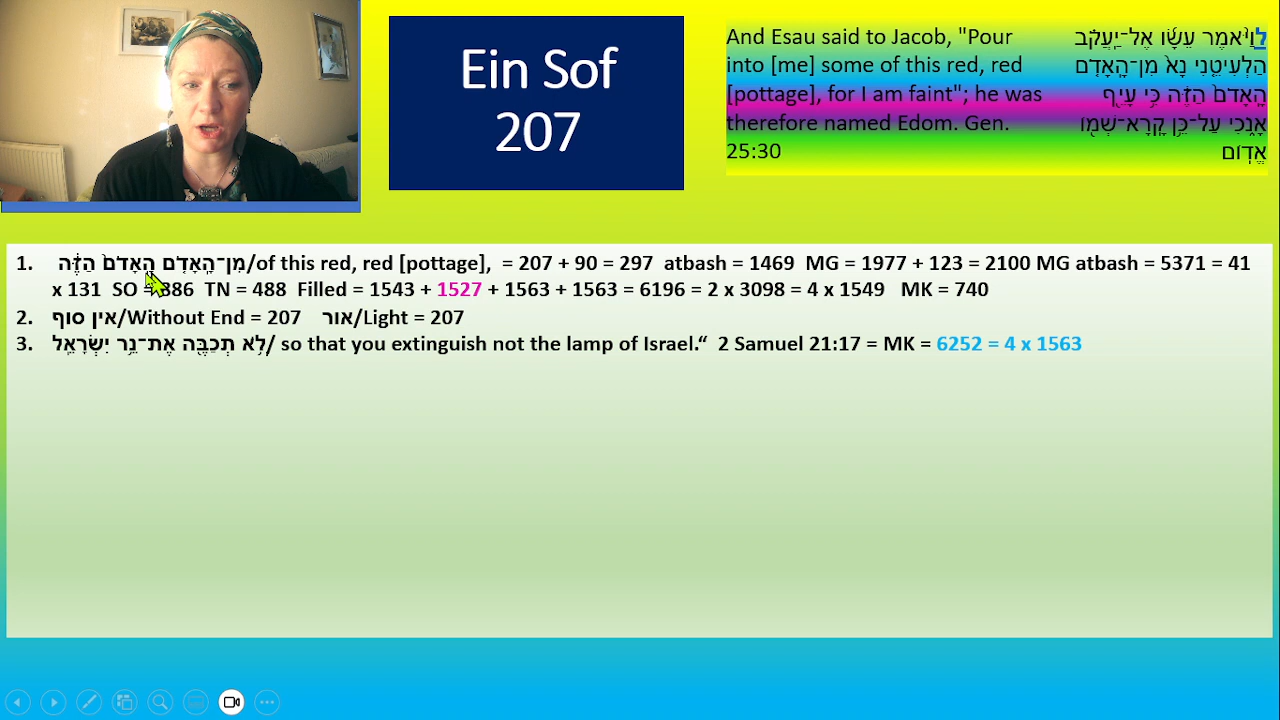 Ein Sof
207
And Esau said to Jacob, "Pour
into [me] some of this red, red
[pottage], for I am faint"; he was
therefore named Edom. Gen.
25:30
לוַיֹּ֨אמֶר עֵשָׂ֜ו אֶֽל־יַעֲקֹ֗ב
הַלְעִיטֵ֤נִי נָא֙ מִן־הָאָדֹ֤ם
הָאָדֹם֙ הַזֶּ֔ה כִּ֥י עָיֵ֖ף
אָנֹ֑כִי עַל־כֵּ֥ן קָרָֽא־שְׁמ֖וֹ
אֱדֽוֹם
1. מִן־הָאָדֹ֤ם הָאָדֹם֙ הַזֶּ֔ה/of this red, red [pottage], = 207 + 90 = 297 atbash = 1469 MG = 1977 + 123 = 2100 MG atbash = 5371 = 41
x 131 SO = 386 TN = 488 Filled = 1543 + 1527 + 1563 + 1563 = 6196 = 2 x 3098 = 4 x 1549 MK = 740
2. אין סוף/Without End = 207 אור/Light = 207
3. לֹ֥א תְכַבֶּ֖ה אֶת־נֵ֥ר יִשְׂרָאֵֽל/ so that you extinguish not the lamp of Israel.“ 2 Samuel 21:17 = MK = 6252 = 4 x 1563